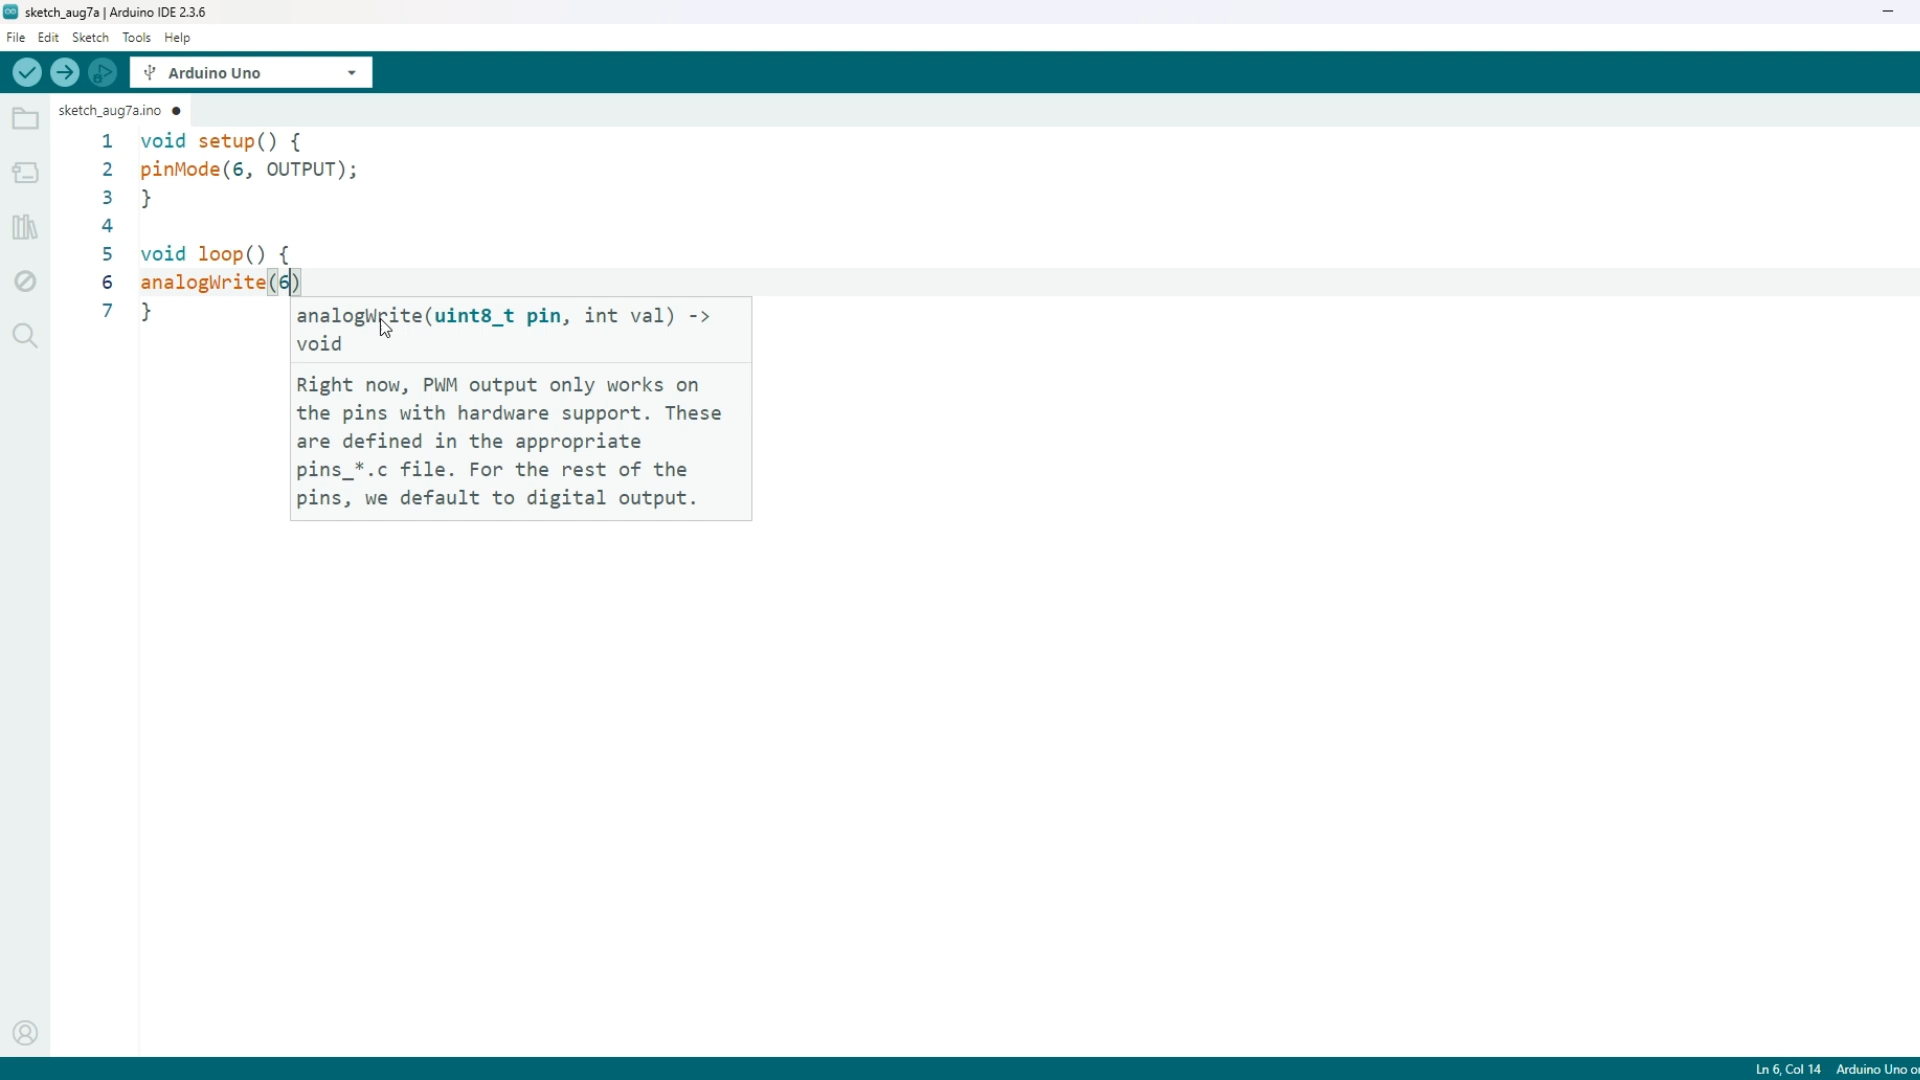 sketch_aug7a | Arduino IDE 2.3.6
File Edit Sketch Tools Help
Arduino Uno
sketch_aug7a.ino
1 void setup() {
2 pinMode(6, OUTPUT);
3 }
4
5 void loop() {
6 analogWrite(6)
7 }
analogWrite(uint8_t pin, int val) ->
void
Right now, PWM output only works on
the pins with hardware support. These
are defined in the appropriate
pins_*.c file. For the rest of the
pins, we default to digital output.
Ln 6, Col 14 Arduino Uno o